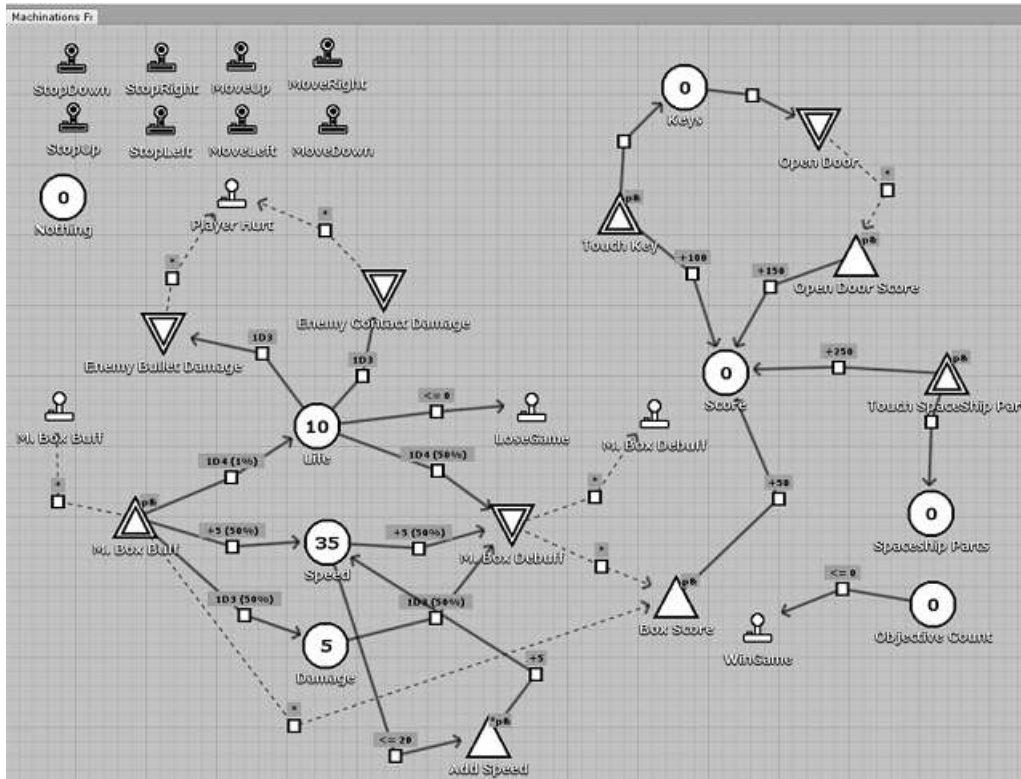 Machinations Fr
StopDown
StopRight
MoveUp
MoveRight
StopUp
StopLeft
MoveLeft
MoveDown
0
Keys
Open Door
0
Nothing
*
Player Hurt
*
*
p&
Touch Key
+100
p&
+150
Open Door Score
Enemy Contact Damage
1D3
Enemy Bullet Damage
1D3
<= 0
0
Score
+250
p&
Touch SpaceShip Par
M. Box Buff
10
Life
LoseGame
M. Box Debuff
1D4 (1%)
1D4 (50%)
*
*
+50
p&
M. Box Buff
+5 (50%)
35
Speed
+5 (50%)
M. Box Debuff
0
Spaceship Parts
*
1D3 (50%)
1D3 (50%)
p&
Box Score
<= 0
0
Objective Count
WinGame
5
Damage
+5
*
<= 20
*p&
Add Speed